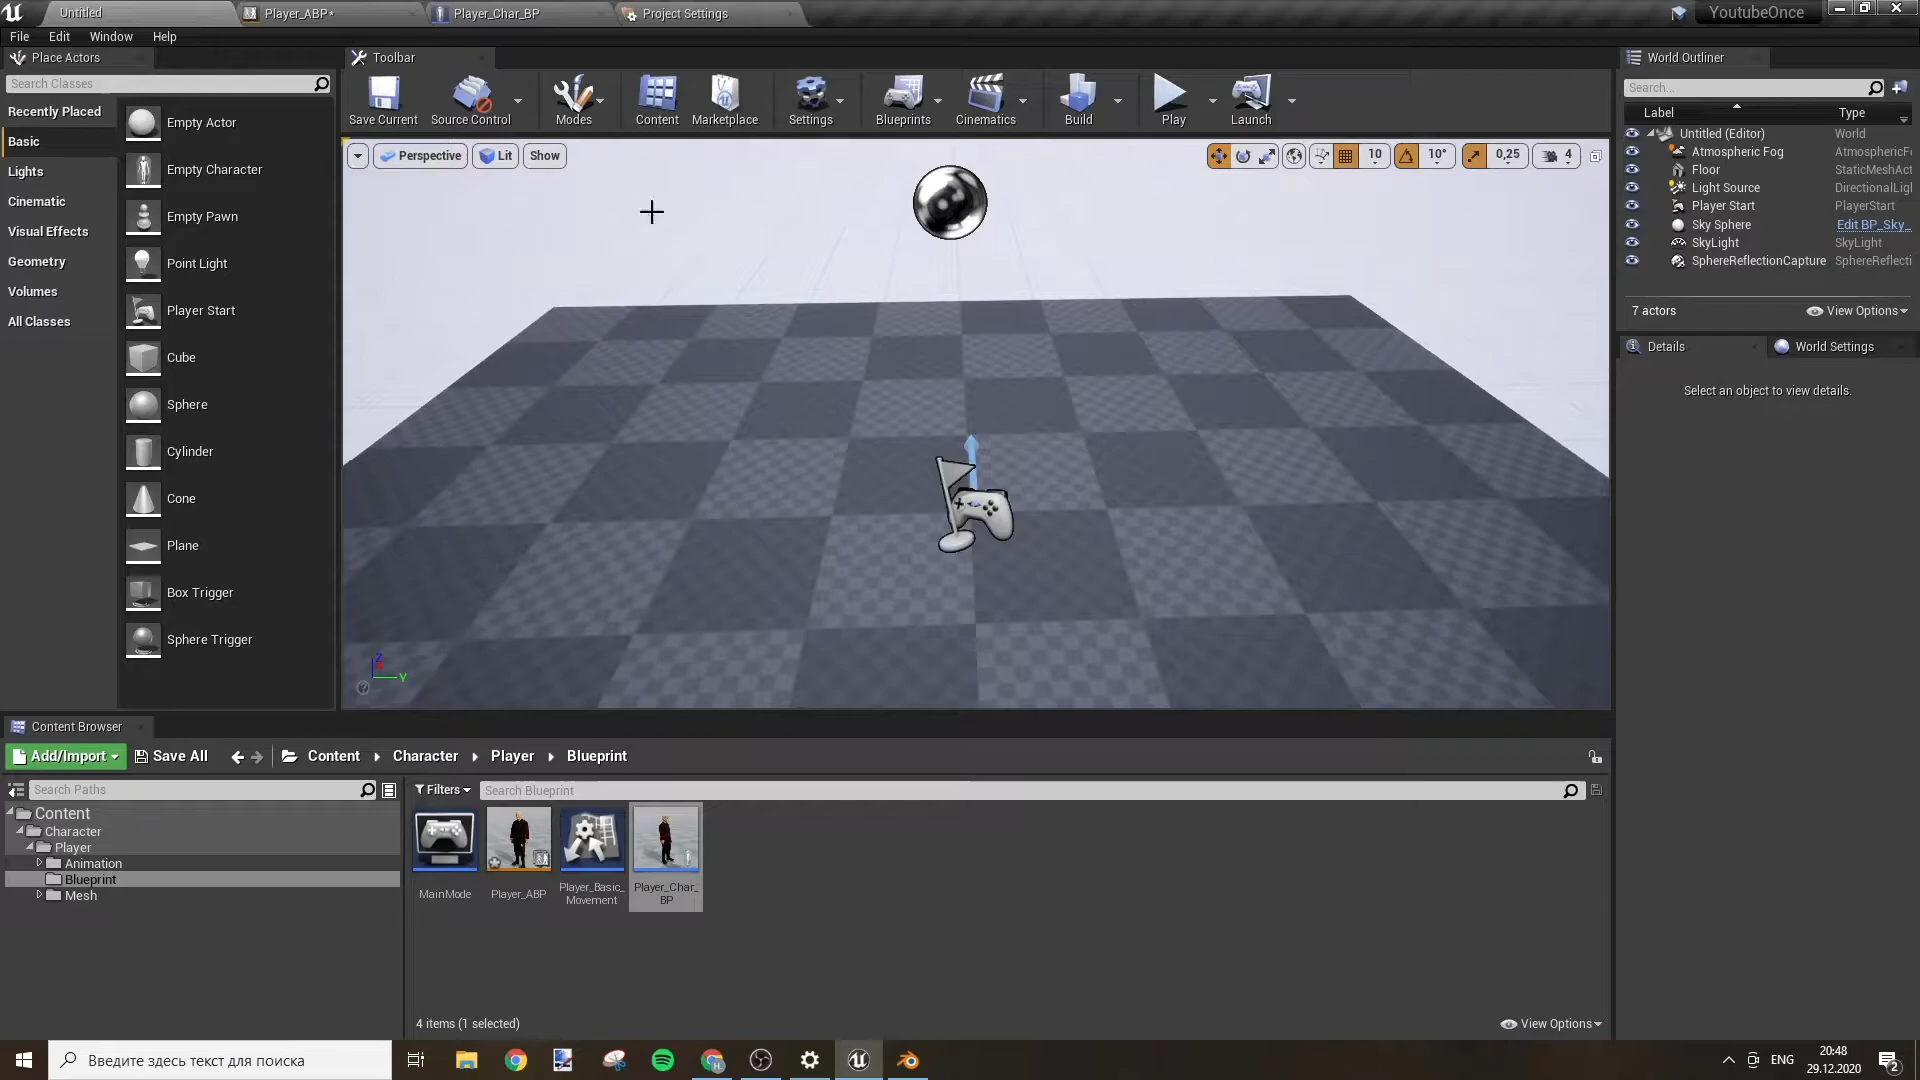 Untitled
Player_ABP*
Player_Char_BP
Project Settings
YoutubeOnce
File Edit Window Help
Place Actors
Search Classes
Recently Placed
Basic
Lights
Cinematic
Visual Effects
Geometry
Volumes
All Classes
Empty Actor
Empty Character
Empty Pawn
Point Light
Player Start
Cube
Sphere
Cylinder
Cone
Plane
Box Trigger
Sphere Trigger
Toolbar
Save Current
Source Control
Modes
Content
Marketplace
Settings
Blueprints
Cinematics
Build
Play
Launch
Perspective
Lit
Show
10
10°
0,25
4
Z
Y
World Outliner
Search...
Label Type
Untitled (Editor) World
Atmospheric Fog AtmosphericF
Floor StaticMeshAct
Light Source DirectionalLigh
Player Start PlayerStart
Sky Sphere Edit BP_Sky_
SkyLight SkyLight
SphereReflectionCapture SphereReflecti
7 actors
View Options
Details
World Settings
Select an object to view details.
Content Browser
Add/Import
Save All
Content
Character
Player
Blueprint
Search Paths
Content
Character
Player
Animation
Blueprint
Mesh
Filters
Search Blueprint
MainMode
Player_ABP
Player_Basic_
Movement
Player_Char_
BP
4 items (1 selected)
View Options
Введите здесь текст для поиска
ENG
20:48
29.12.2020
2